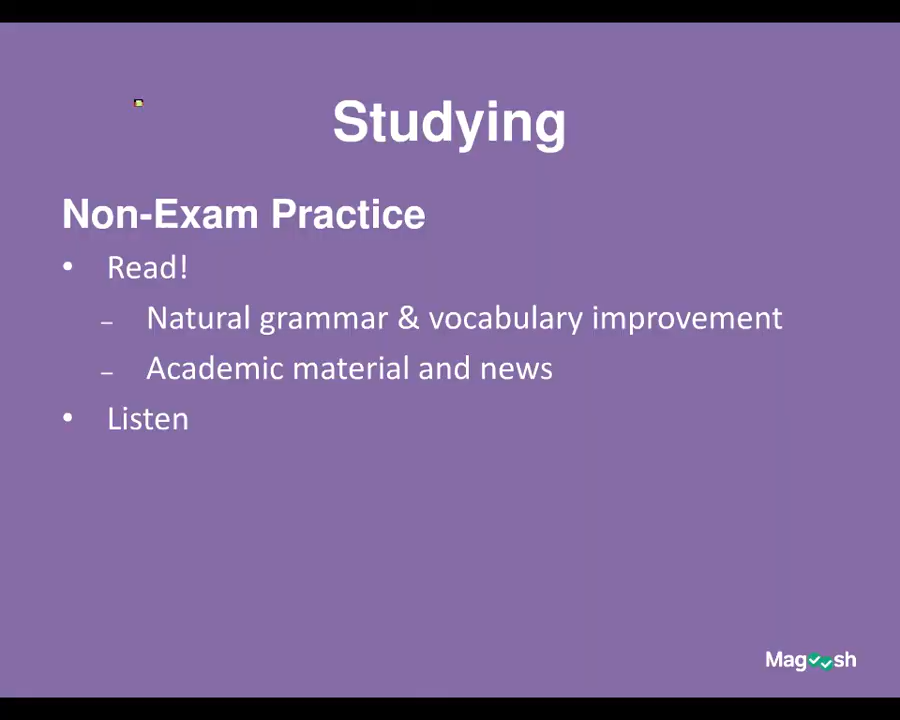 Studying
Non-Exam Practice
• Read!
– Natural grammar & vocabulary improvement
– Academic material and news
• Listen
Magoosh